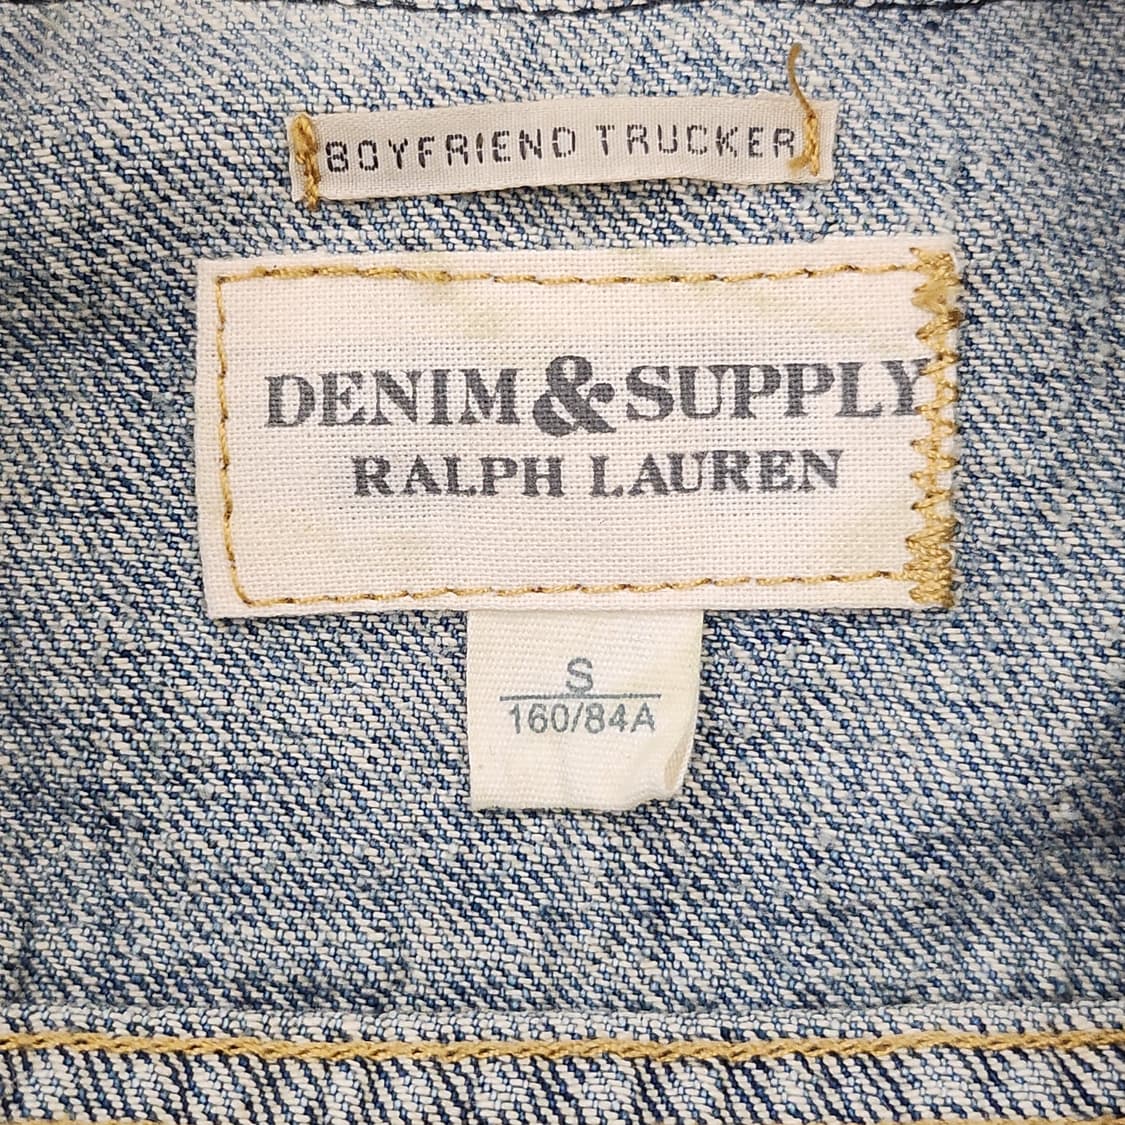 BOYFRIEND TRUCKER
DENIM & SUPPLY
RALPH LAUREN
S
160/84A